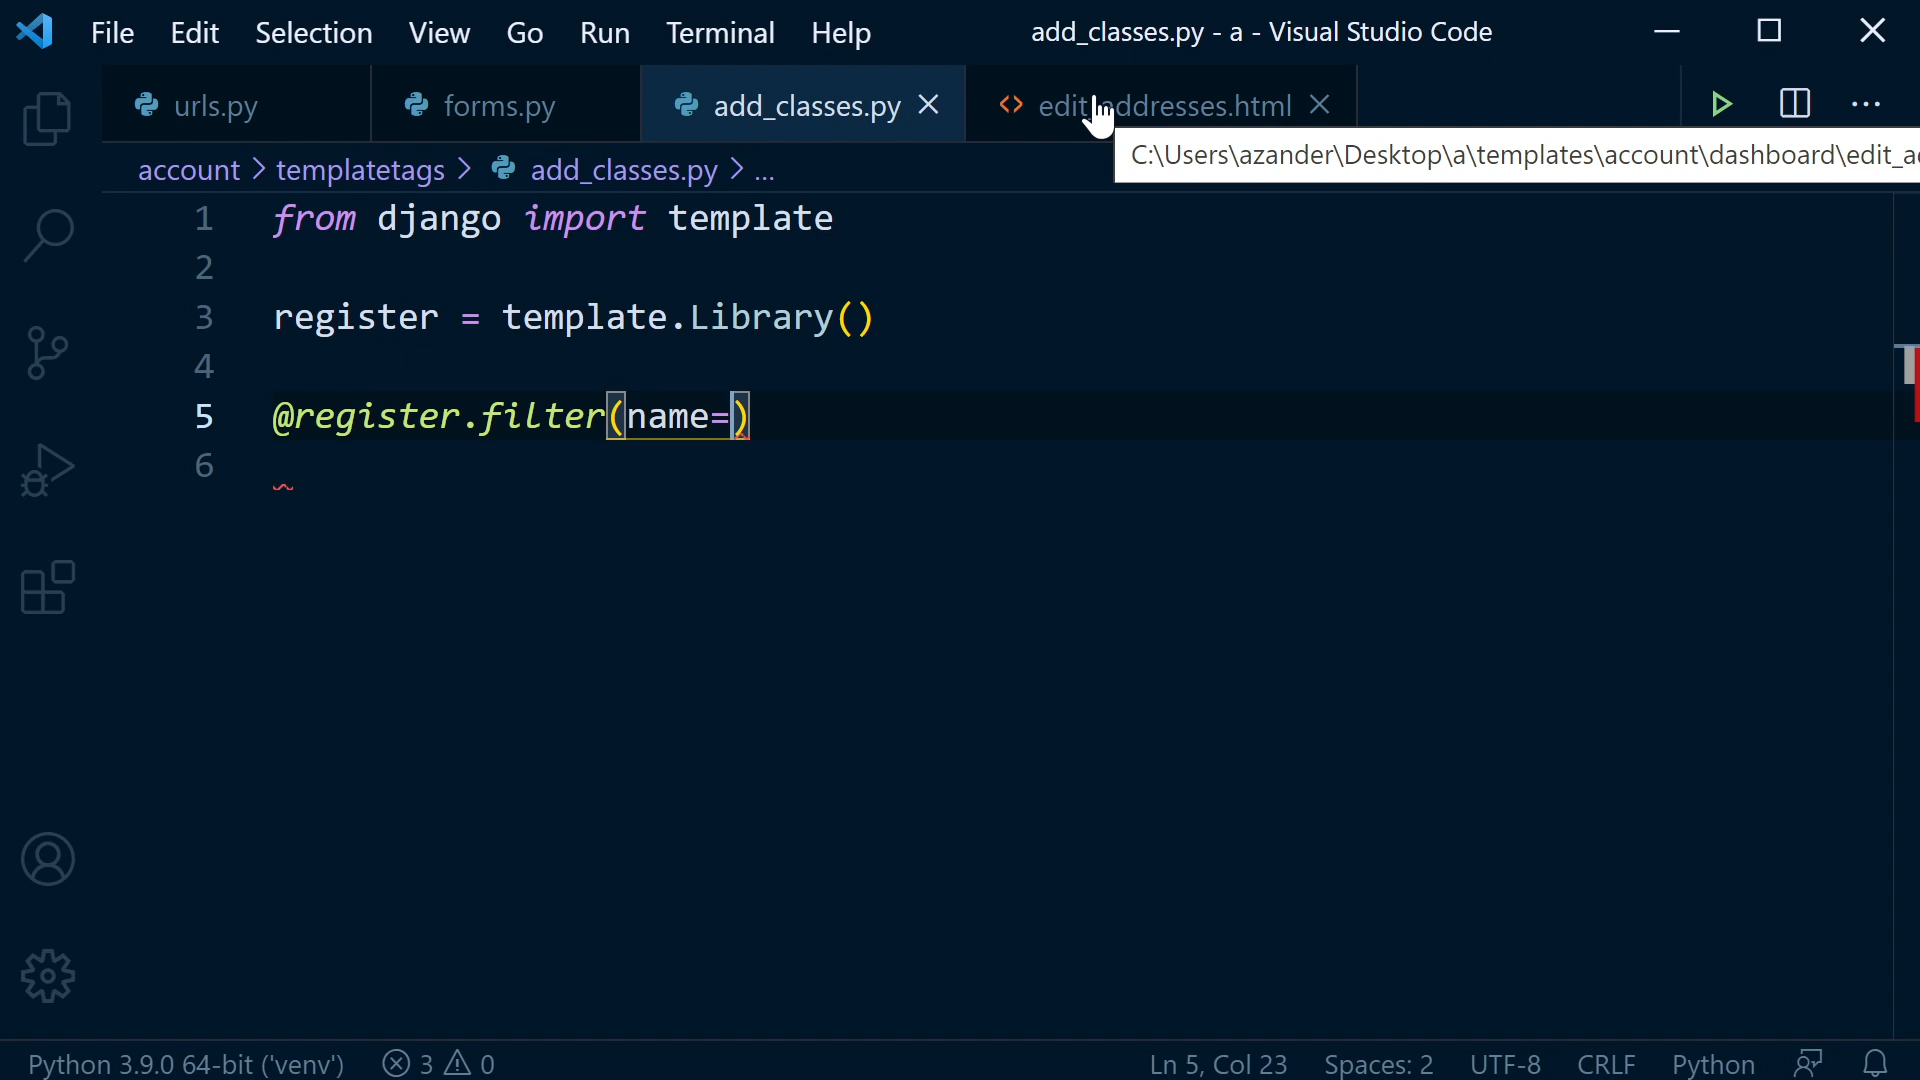 File Edit Selection View Go Run Terminal Help add_classes.py - a - Visual Studio Code
urls.py forms.py add_classes.py edit_addresses.html
account > templatetags > add_classes.py > ...
C:\Users\azander\Desktop\a\templates\account\dashboard\edit_a
1 from django import template
2
3 register = template.Library()
4
5 @register.filter(name=)
6
Python 3.9.0 64-bit ('venv') 3 0 Ln 5, Col 23 Spaces: 2 UTF-8 CRLF Python